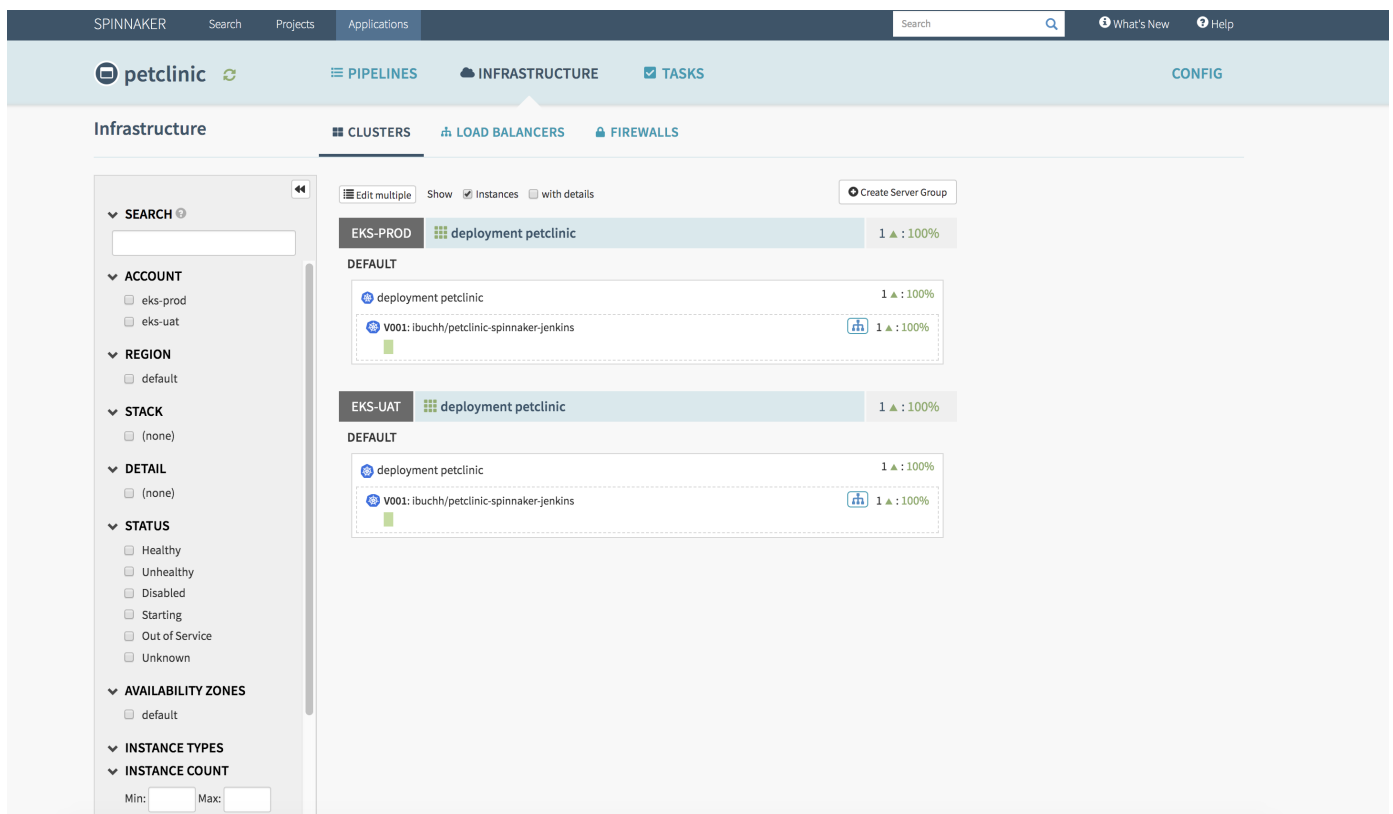 SPINNAKER Search Projects Applications Search What's New Help
petclinic PIPELINES INFRASTRUCTURE TASKS CONFIG
Infrastructure CLUSTERS LOAD BALANCERS FIREWALLS
Edit multiple Show Instances with details Create Server Group
SEARCH
ACCOUNT
eks-prod
eks-uat
REGION
default
STACK
(none)
DETAIL
(none)
STATUS
Healthy
Unhealthy
Disabled
Starting
Out of Service
Unknown
AVAILABILITY ZONES
default
INSTANCE TYPES
INSTANCE COUNT
Min: Max:
EKS-PROD deployment petclinic 1 ▲ : 100%
DEFAULT
deployment petclinic 1 ▲ : 100%
V001: ibuchh/petclinic-spinnaker-jenkins 1 ▲ : 100%
EKS-UAT deployment petclinic 1 ▲ : 100%
DEFAULT
deployment petclinic 1 ▲ : 100%
V001: ibuchh/petclinic-spinnaker-jenkins 1 ▲ : 100%